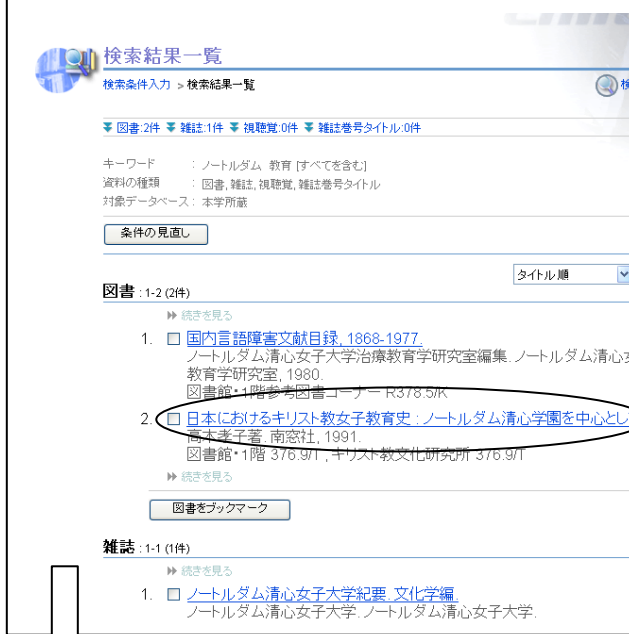 検索結果一覧
検索条件入力 > 検索結果一覧
図書:2件 雑誌:1件 視聴覚:0件 雑誌巻号タイトル:0件
キーワード : ノートルダム 教育 [すべてを含む]
資料の種類 : 図書, 雑誌, 視聴覚, 雑誌巻号タイトル
対象データベース : 本学所蔵
条件の見直し
タイトル順
図書 : 1-2 (2件)
続きを見る
1. 国内言語障害文献目録, 1868-1977.
ノートルダム清心女子大学治療教育学研究室編集. ノートルダム清心
教育学研究室, 1980.
図書館・1階参考図書コーナー R378.5/K
2. 日本におけるキリスト教女子教育史 : ノートルダム清心学園を中心とし
高木孝子著. 南窓社, 1991.
図書館・1階 376.9/T , キリスト教文化研究所 376.9/T
続きを見る
図書をブックマーク
雑誌 : 1-1 (1件)
続きを見る
1. ノートルダム清心女子大学紀要. 文化学編.
ノートルダム清心女子大学. ノートルダム清心女子大学.